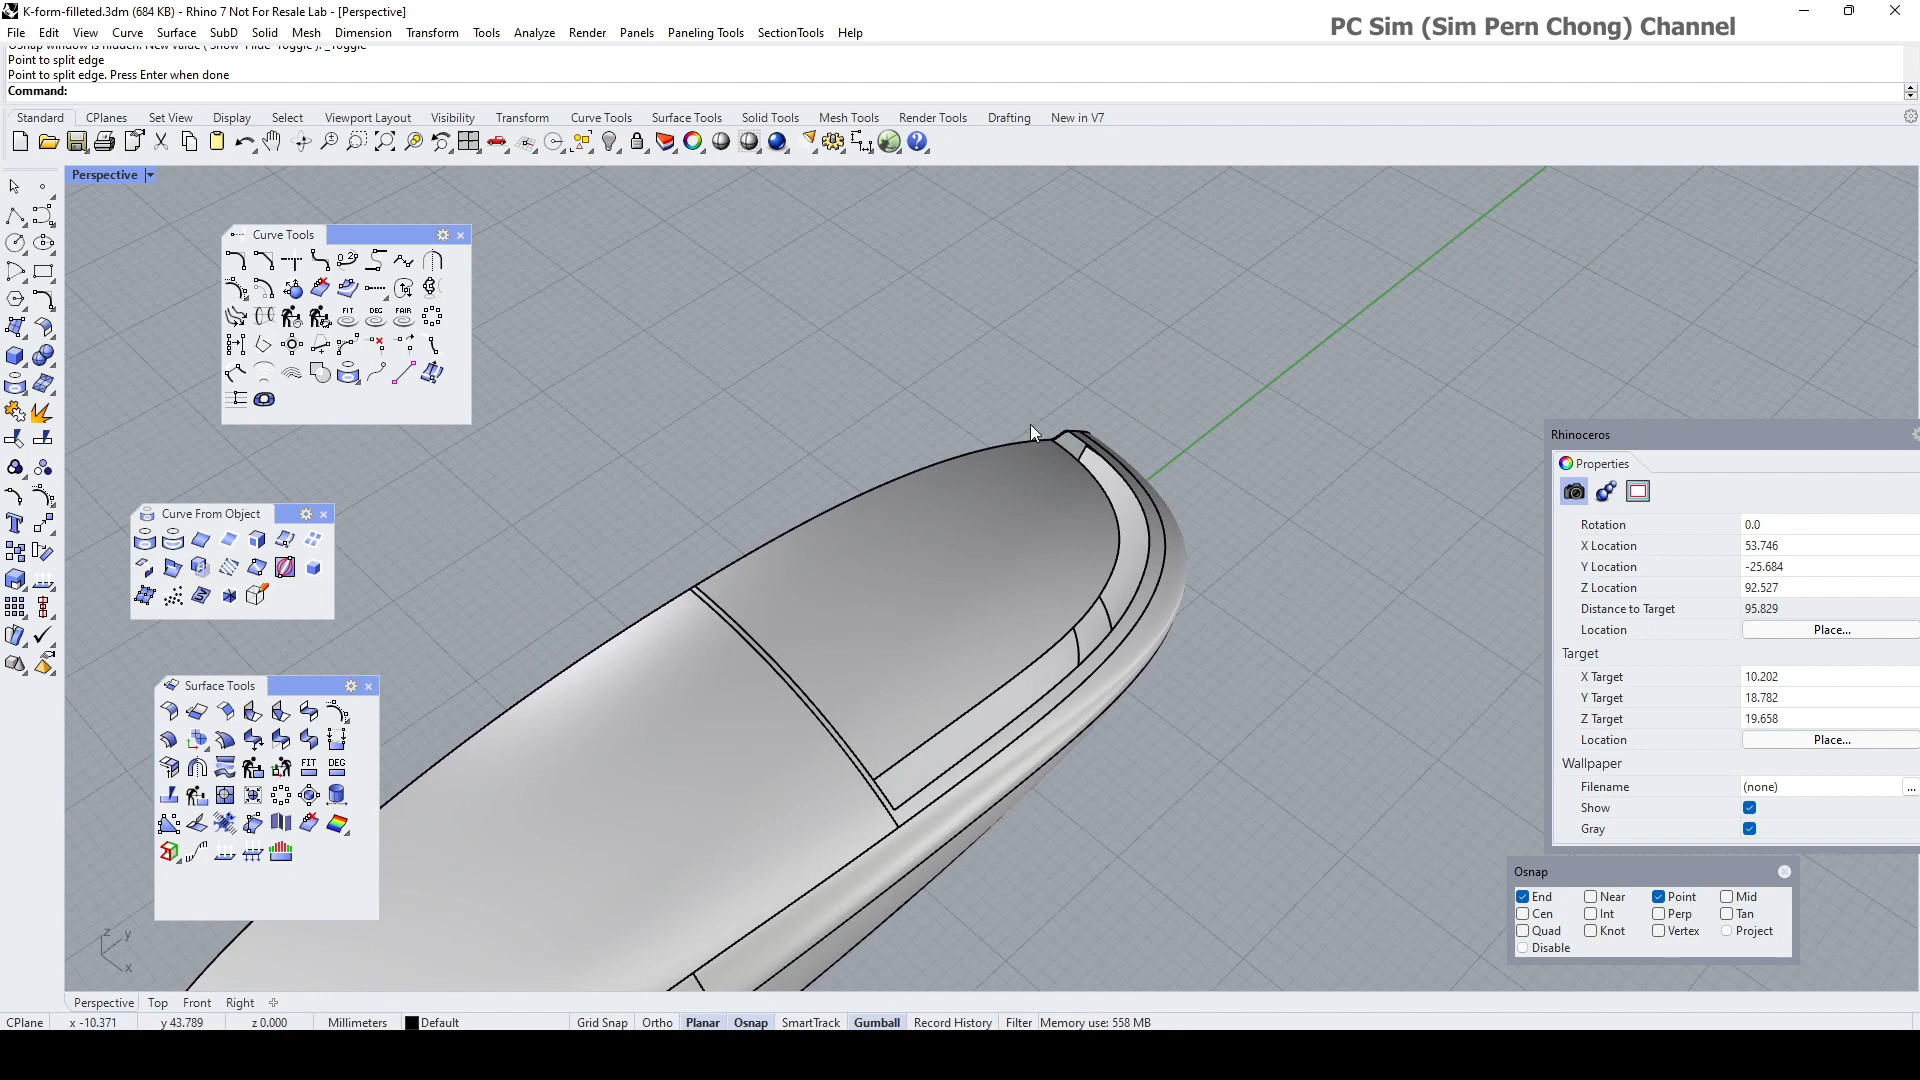 K-form-filleted.3dm (684 KB) - Rhino 7 Not For Resale Lab - [Perspective]
PC Sim (Sim Pern Chong) Channel
File Edit View Curve Surface SubD Solid Mesh Dimension Transform Tools Analyze Render Panels Paneling Tools SectionTools Help
Point to split edge
Point to split edge. Press Enter when done
Command:
Standard CPlanes Set View Display Select Viewport Layout Visibility Transform Curve Tools Surface Tools Solid Tools Mesh Tools Render Tools Drafting New in V7
Perspective
Curve Tools
FIT DEG FAIR
Rhinoceros
Properties
Curve From Object
Rotation 0.0
X Location 53.746
Y Location -25.684
Z Location 92.527
Distance to Target 95.829
Location Place...
Target
X Target 10.202
Y Target 18.782
Z Target 19.658
Location Place...
Surface Tools
FIT DEG
Wallpaper
Filename (none) ...
Show
Gray
Osnap
End Near Point Mid
Cen Int Perp Tan
Quad Knot Vertex Project
Disable
z y
x
Perspective Top Front Right
CPlane x -10.371 y 43.789 z 0.000 Millimeters Default Grid Snap Ortho Planar Osnap SmartTrack Gumball Record History Filter Memory use: 558 MB